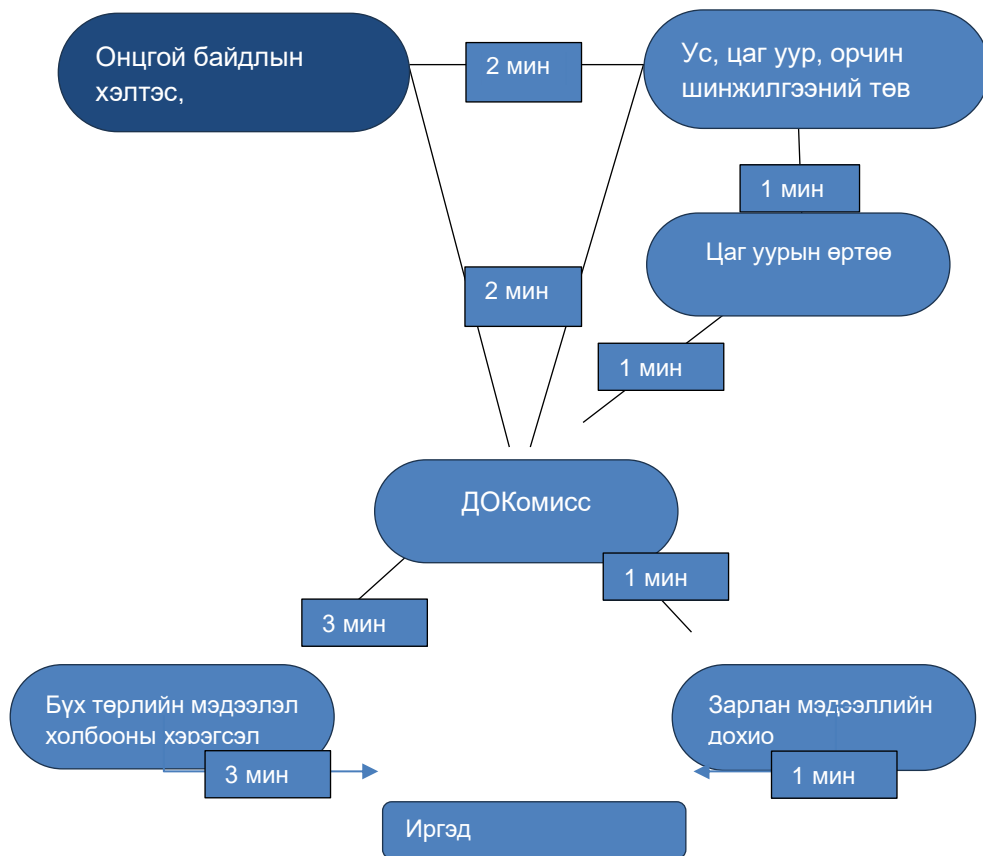 Онцгой байдлын
хэлтэс,
2 мин
Ус, цаг уур, орчин
шинжилгээний төв
1 мин
Цаг уурын өртөө
2 мин
1 мин
ДОКомисс
1 мин
3 мин
Бүх төрлийн мэдээлэл
холбооны хэрэгсэл
3 мин
Зарлан мэдээллийн
дохио
1 мин
Иргэд